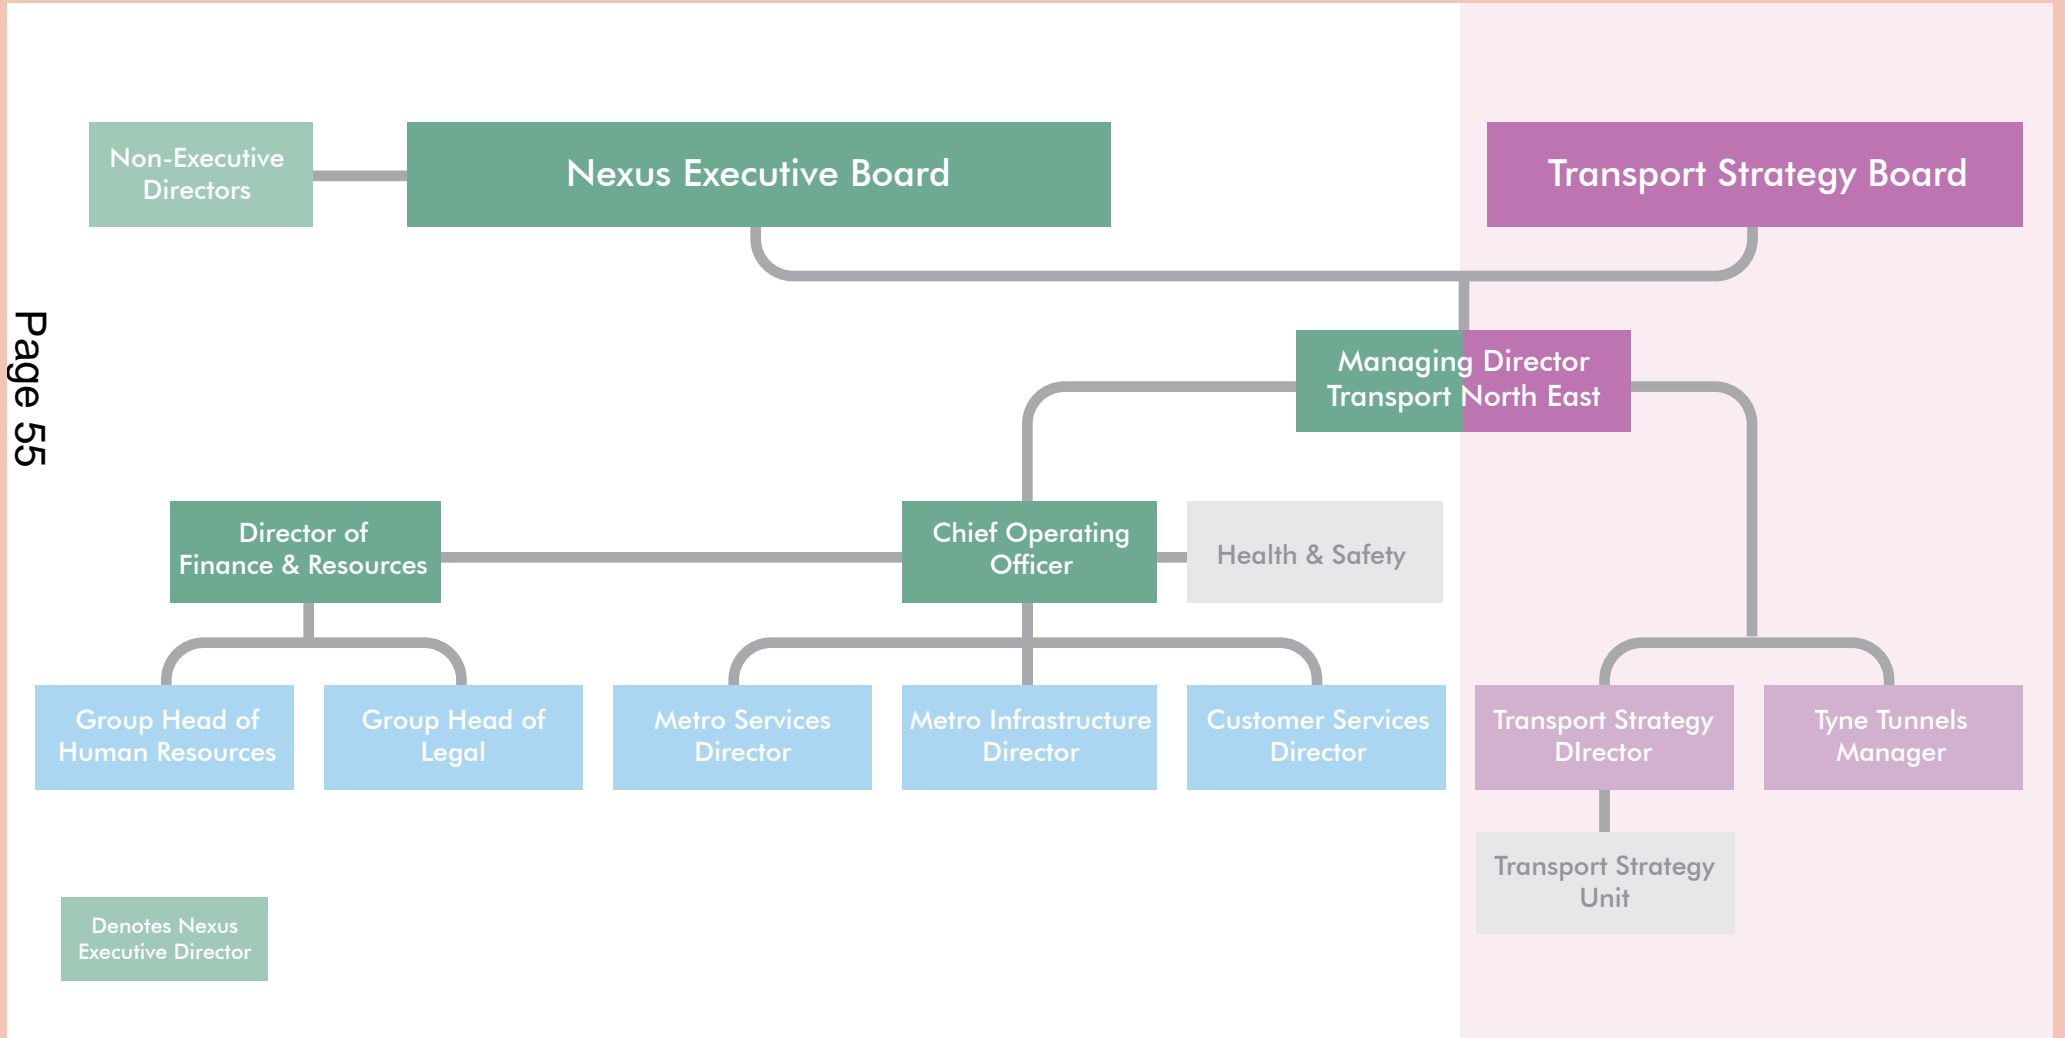 Non-Executive
Directors
Nexus Executive Board
Transport Strategy Board
Page 55
Managing Director
Transport North East
Director of
Finance & Resources
Chief Operating
Officer
Health & Safety
Group Head of
Human Resources
Group Head of
Legal
Metro Services
Director
Metro Infrastructure
Director
Customer Services
Director
Transport Strategy
DIrector
Tyne Tunnels
Manager
Transport Strategy
Unit
Denotes Nexus
Executive Director